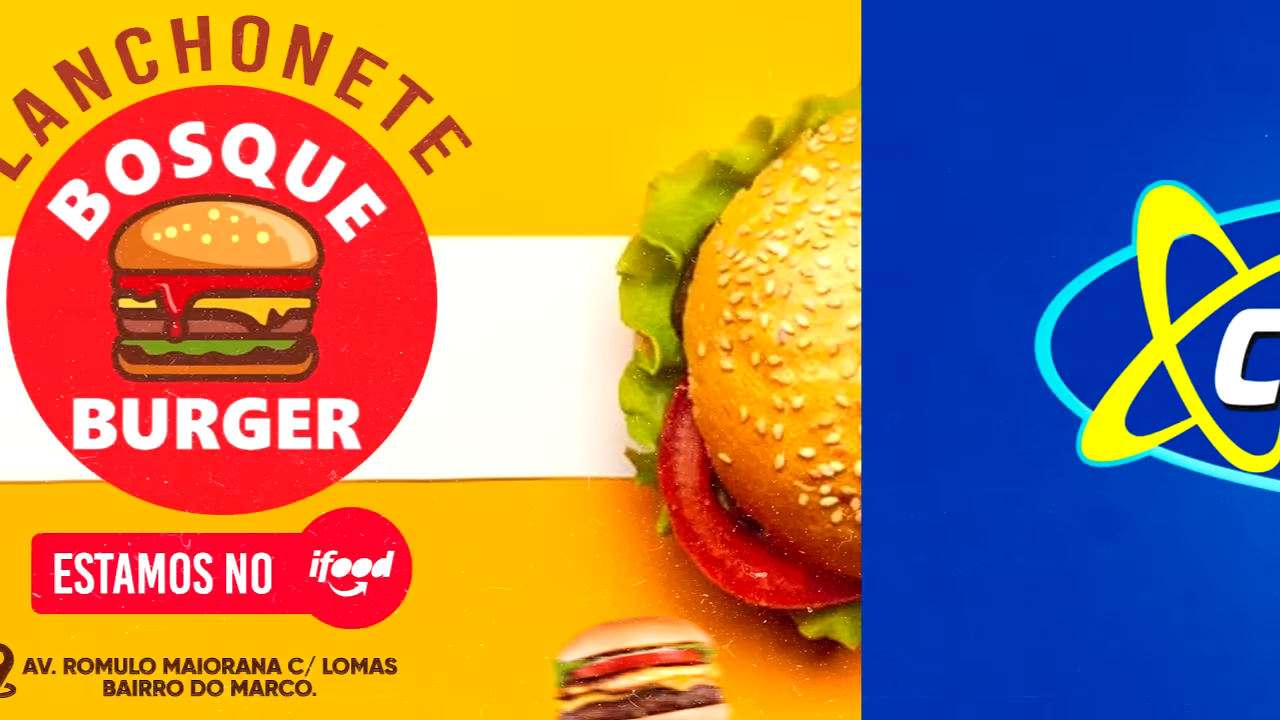 LANCHONETE
BOSQUE
BURGER
ESTAMOS NO
ifood
AV. ROMULO MAIORANA C/ LOMAS
BAIRRO DO MARCO.